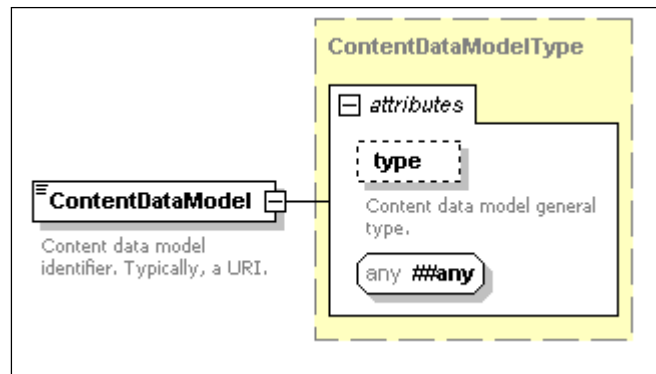 ContentDataModelType
attributes
type
Content data model general
type.
ContentDataModel
Content data model
identifier. Typically, a URI.
any ##any